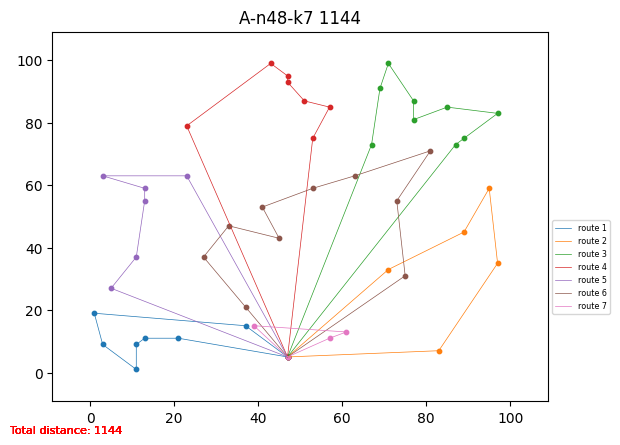 A-n48-k7 1144
100
80
60
40
20
0
0 20 40 60 80 100
route 1
route 2
route 3
route 4
route 5
route 6
route 7
Total distance: 1144